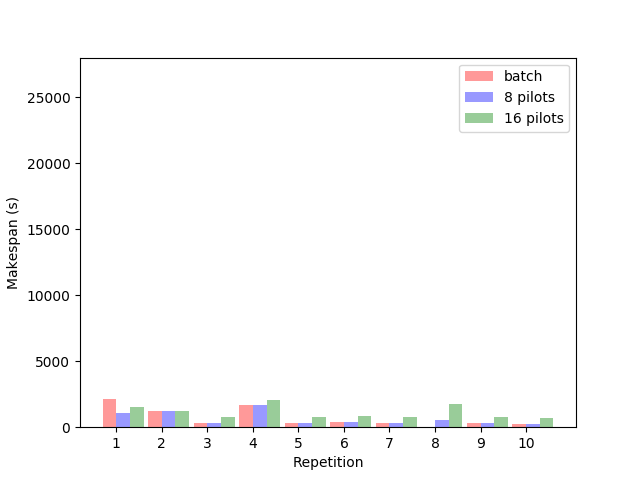 batch
8 pilots
16 pilots
25000
20000
15000
10000
5000
0
Makespan (s)
1 2 3 4 5 6 7 8 9 10
Repetition